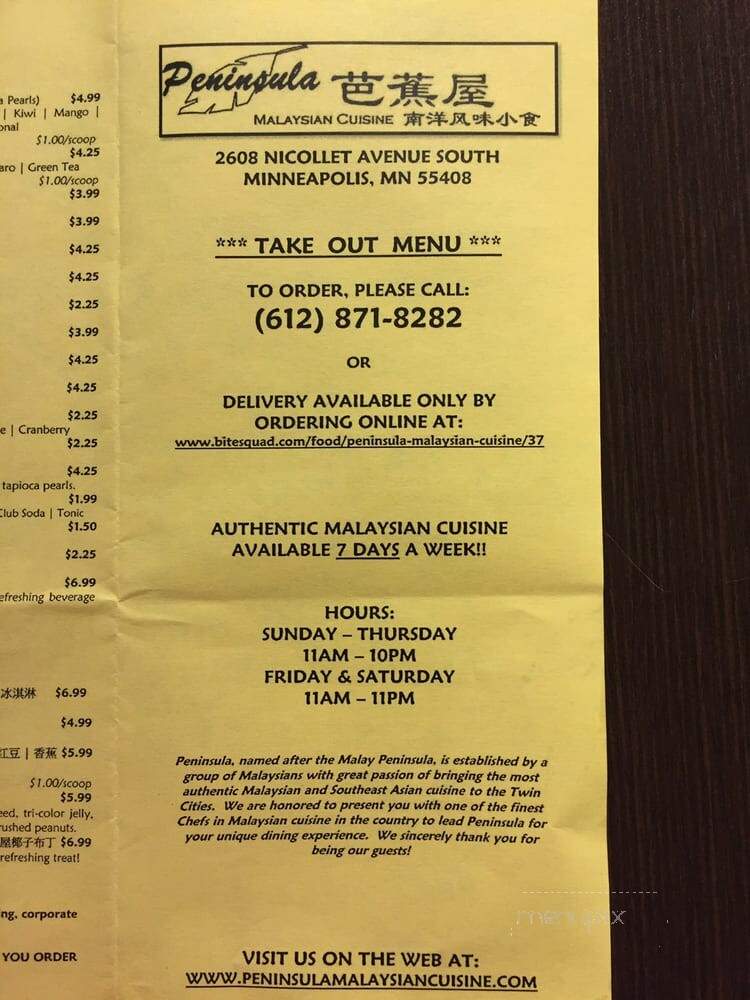 a Pearls) $4.99
| Kiwi | Mango |
onal
$1.00/scoop
$4.25
aro | Green Tea
$1.00/scoop
$3.99
$3.99
$4.25
$4.25
$2.25
$3.99
$4.25
$4.25
$2.25
e | Cranberry
$2.25
$4.25
tapioca pearls.
$1.99
Club Soda | Tonic
$1.50
$2.25
$6.99
efreshing beverage
冰淇淋 $6.99
$4.99
红豆 | 香蕉 $5.99
$1.00/scoop
$5.99
eed, tri-color jelly,
rushed peanuts.
屋椰子布丁 $6.99
refreshing treat!
ng, corporate
YOU ORDER
Peninsula 芭蕉屋
MALAYSIAN CUISINE 南洋风味小食
2608 NICOLLET AVENUE SOUTH
MINNEAPOLIS, MN 55408
*** TAKE OUT MENU ***
TO ORDER, PLEASE CALL:
(612) 871-8282
OR
DELIVERY AVAILABLE ONLY BY
ORDERING ONLINE AT:
www.bitesquad.com/food/peninsula-malaysian-cuisine/37
AUTHENTIC MALAYSIAN CUISINE
AVAILABLE 7 DAYS A WEEK!!
HOURS:
SUNDAY – THURSDAY
11AM – 10PM
FRIDAY & SATURDAY
11AM – 11PM
Peninsula, named after the Malay Peninsula, is established by a
group of Malaysians with great passion of bringing the most
authentic Malaysian and Southeast Asian cuisine to the Twin
Cities. We are honored to present you with one of the finest
Chefs in Malaysian cuisine in the country to lead Peninsula for
your unique dining experience. We sincerely thank you for
being our guests!
menupix
VISIT US ON THE WEB AT:
WWW.PENINSULAMALAYSIANCUISINE.COM